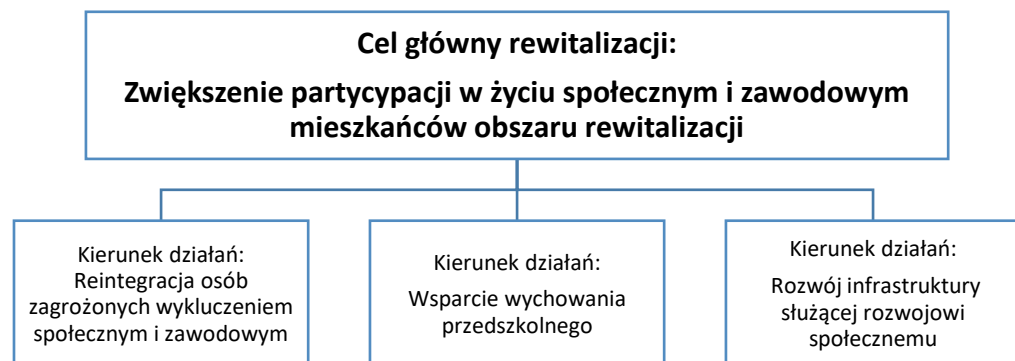 Cel główny rewitalizacji:
Zwiększenie partycypacji w życiu społecznym i zawodowym
mieszkańców obszaru rewitalizacji
Kierunek działań:
Reintegracja osób
zagrożonych wykluczeniem
społecznym i zawodowym
Kierunek działań:
Wsparcie wychowania
przedszkolnego
Kierunek działań:
Rozwój infrastruktury
służącej rozwojowi
społecznemu